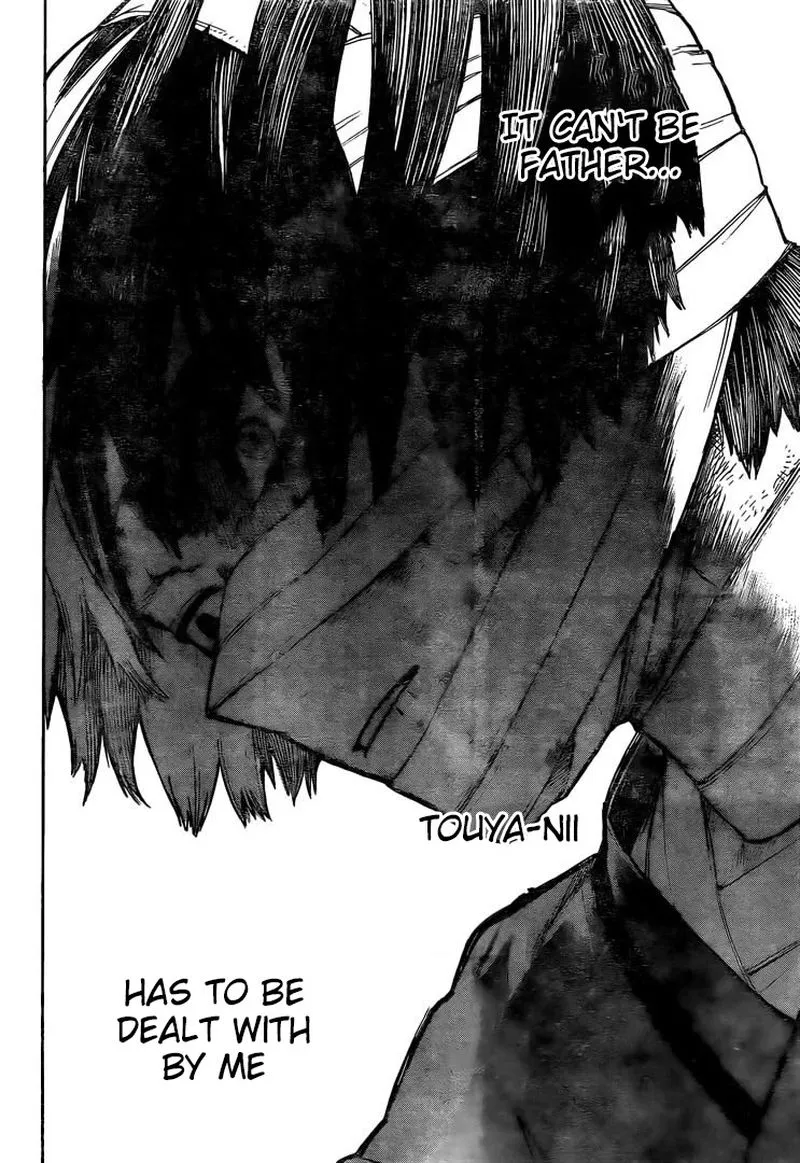 IT CAN'T BE
FATHER...
TOUYA-NII
HAS TO BE
DEALT WITH
BY ME